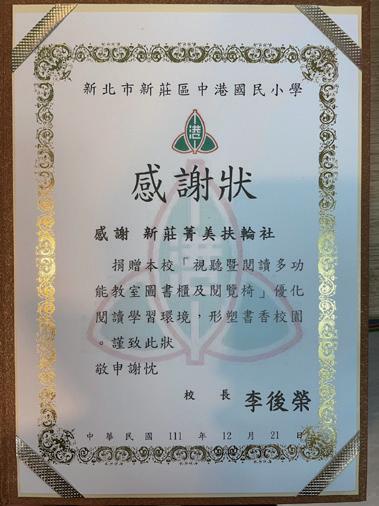 新北市新莊區中港國民小學
港
感謝狀
感謝 新莊菁美扶輪社
捐贈本校「視聽暨閱讀多功
能教室圖書櫃及閱覽椅」優化
閱讀學習環境，形塑書香校園
。謹致此狀
敬申謝忱
校 長 李後榮
中華民國 111 年 12 月 21 日